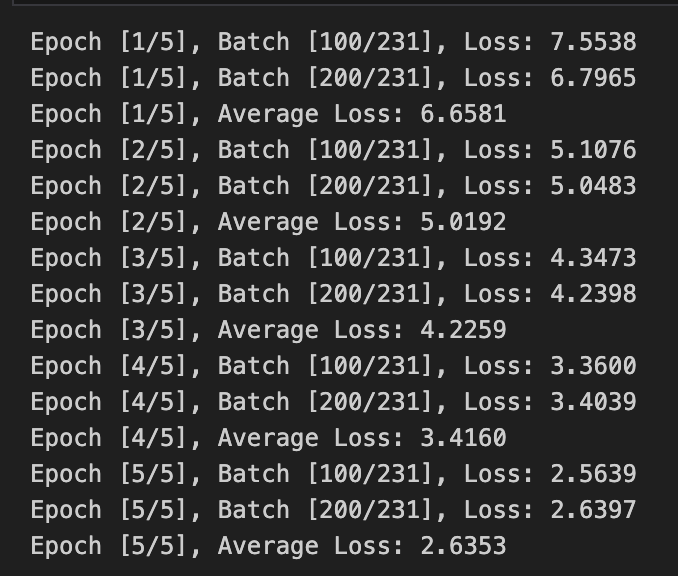 Epoch [1/5], Batch [100/231], Loss: 7.5538
Epoch [1/5], Batch [200/231], Loss: 6.7965
Epoch [1/5], Average Loss: 6.6581
Epoch [2/5], Batch [100/231], Loss: 5.1076
Epoch [2/5], Batch [200/231], Loss: 5.0483
Epoch [2/5], Average Loss: 5.0192
Epoch [3/5], Batch [100/231], Loss: 4.3473
Epoch [3/5], Batch [200/231], Loss: 4.2398
Epoch [3/5], Average Loss: 4.2259
Epoch [4/5], Batch [100/231], Loss: 3.3600
Epoch [4/5], Batch [200/231], Loss: 3.4039
Epoch [4/5], Average Loss: 3.4160
Epoch [5/5], Batch [100/231], Loss: 2.5639
Epoch [5/5], Batch [200/231], Loss: 2.6397
Epoch [5/5], Average Loss: 2.6353